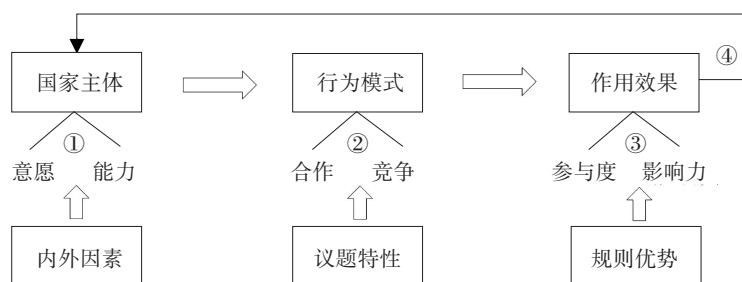 ④
国家主体 行为模式 作用效果
① ② ③
意愿 能力 合作 竞争 参与度 影响力
内外因素 议题特性 规则优势